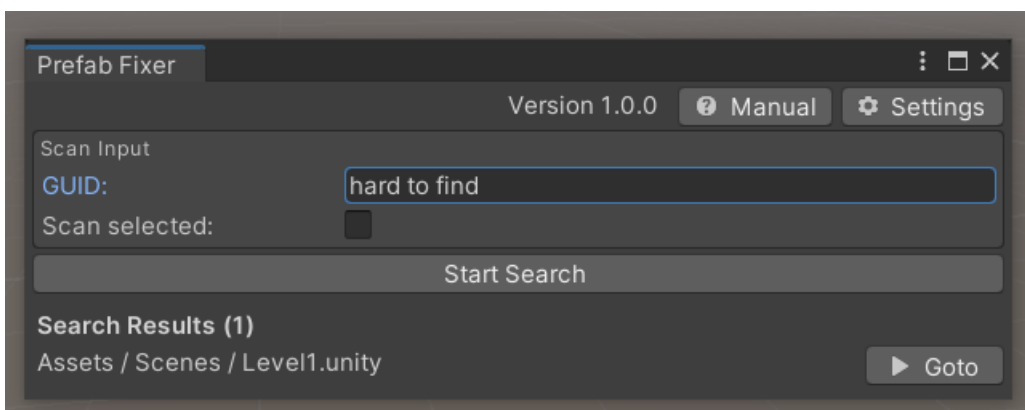 Prefab Fixer
Version 1.0.0 Manual Settings
Scan Input
GUID: hard to find
Scan selected:
Start Search
Search Results (1)
Assets / Scenes / Level1.unity Goto